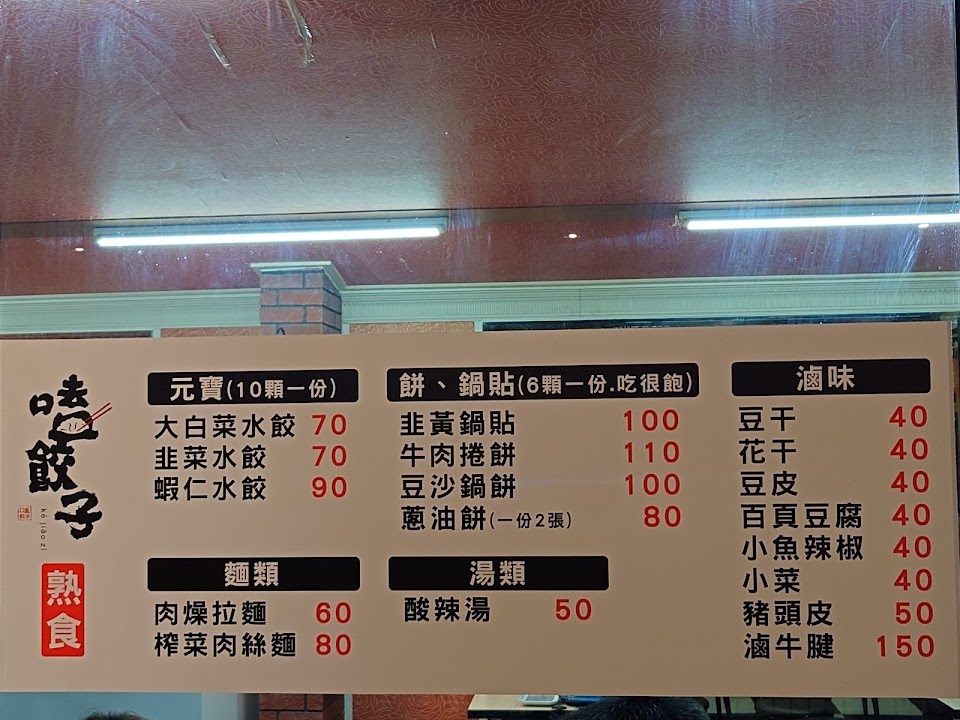 嗑餃子
kè jiǎo zi
熟食
元寶(10顆一份)
大白菜水餃 70
韭菜水餃 70
蝦仁水餃 90
麵類
肉燥拉麵 60
榨菜肉絲麵 80
餅、鍋貼(6顆一份.吃很飽)
韭黃鍋貼 100
牛肉捲餅 110
豆沙鍋餅 100
蔥油餅(一份2張) 80
湯類
酸辣湯 50
滷味
豆干 40
花干 40
豆皮 40
百頁豆腐 40
小魚辣椒 40
小菜 40
豬頭皮 50
滷牛腱 150